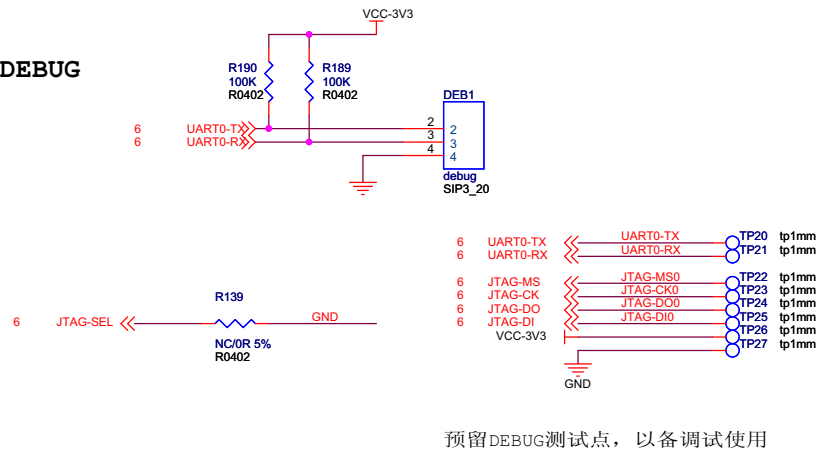 VCC-3V3
DEBUG
R190
100K
R0402
R189
100K
R0402
DEB1
6 UART0-TX
6 UART0-RX
2 2
3 3
4 4
debug
SIP3_20
6 UART0-TX UART0-TX TP20 tp1mm
6 UART0-RX UART0-RX TP21 tp1mm
6 JTAG-MS JTAG-MS0 TP22 tp1mm
6 JTAG-CK JTAG-CK0 TP23 tp1mm
6 JTAG-DO JTAG-DO0 TP24 tp1mm
6 JTAG-DI JTAG-DI0 TP25 tp1mm
VCC-3V3 TP26 tp1mm
TP27 tp1mm
GND
R139
6 JTAG-SEL GND
NC/0R 5%
R0402
预留DEBUG测试点，以备调试使用